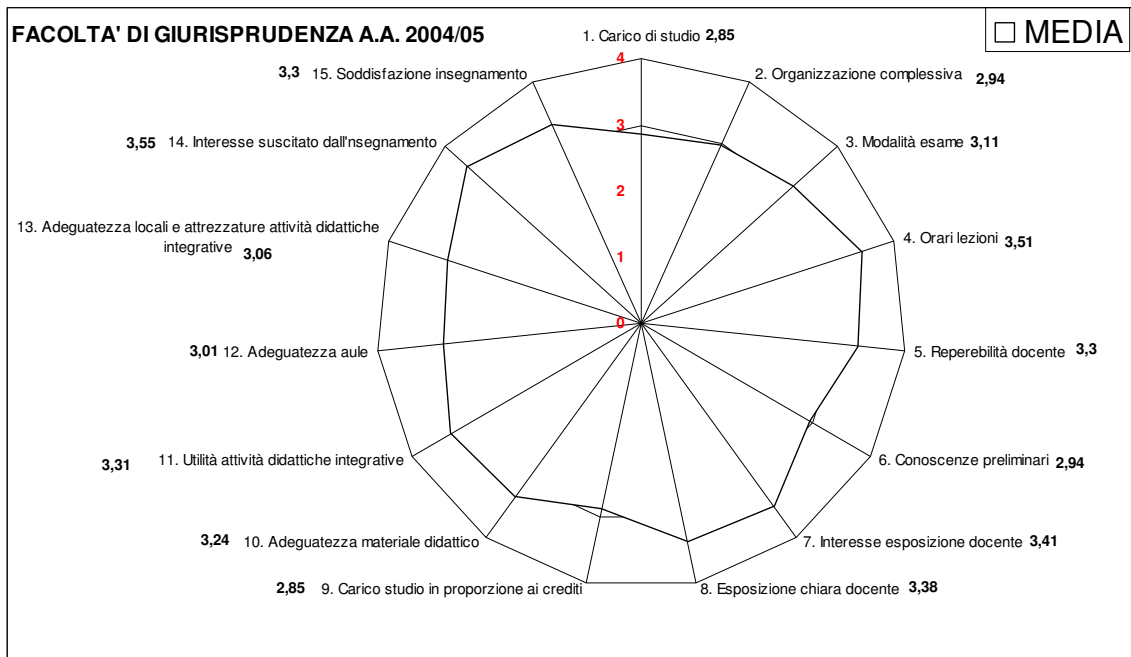 FACOLTA' DI GIURISPRUDENZA A.A. 2004/05
□ MEDIA
1. Carico di studio 2,85
2. Organizzazione complessiva 2,94
3. Modalità esame 3,11
4. Orari lezioni 3,51
5. Reperebilità docente 3,3
6. Conoscenze preliminari 2,94
7. Interesse esposizione docente 3,41
8. Esposizione chiara docente 3,38
2,85 9. Carico studio in proporzione ai crediti
3,24 10. Adeguatezza materiale didattico
3,31 11. Utilità attività didattiche integrative
3,01 12. Adeguatezza aule
13. Adeguatezza locali e attrezzature attività didattiche
integrative 3,06
3,55 14. Interesse suscitato dall'nsegnamento
3,3 15. Soddisfazione insegnamento
4
3
2
1
0